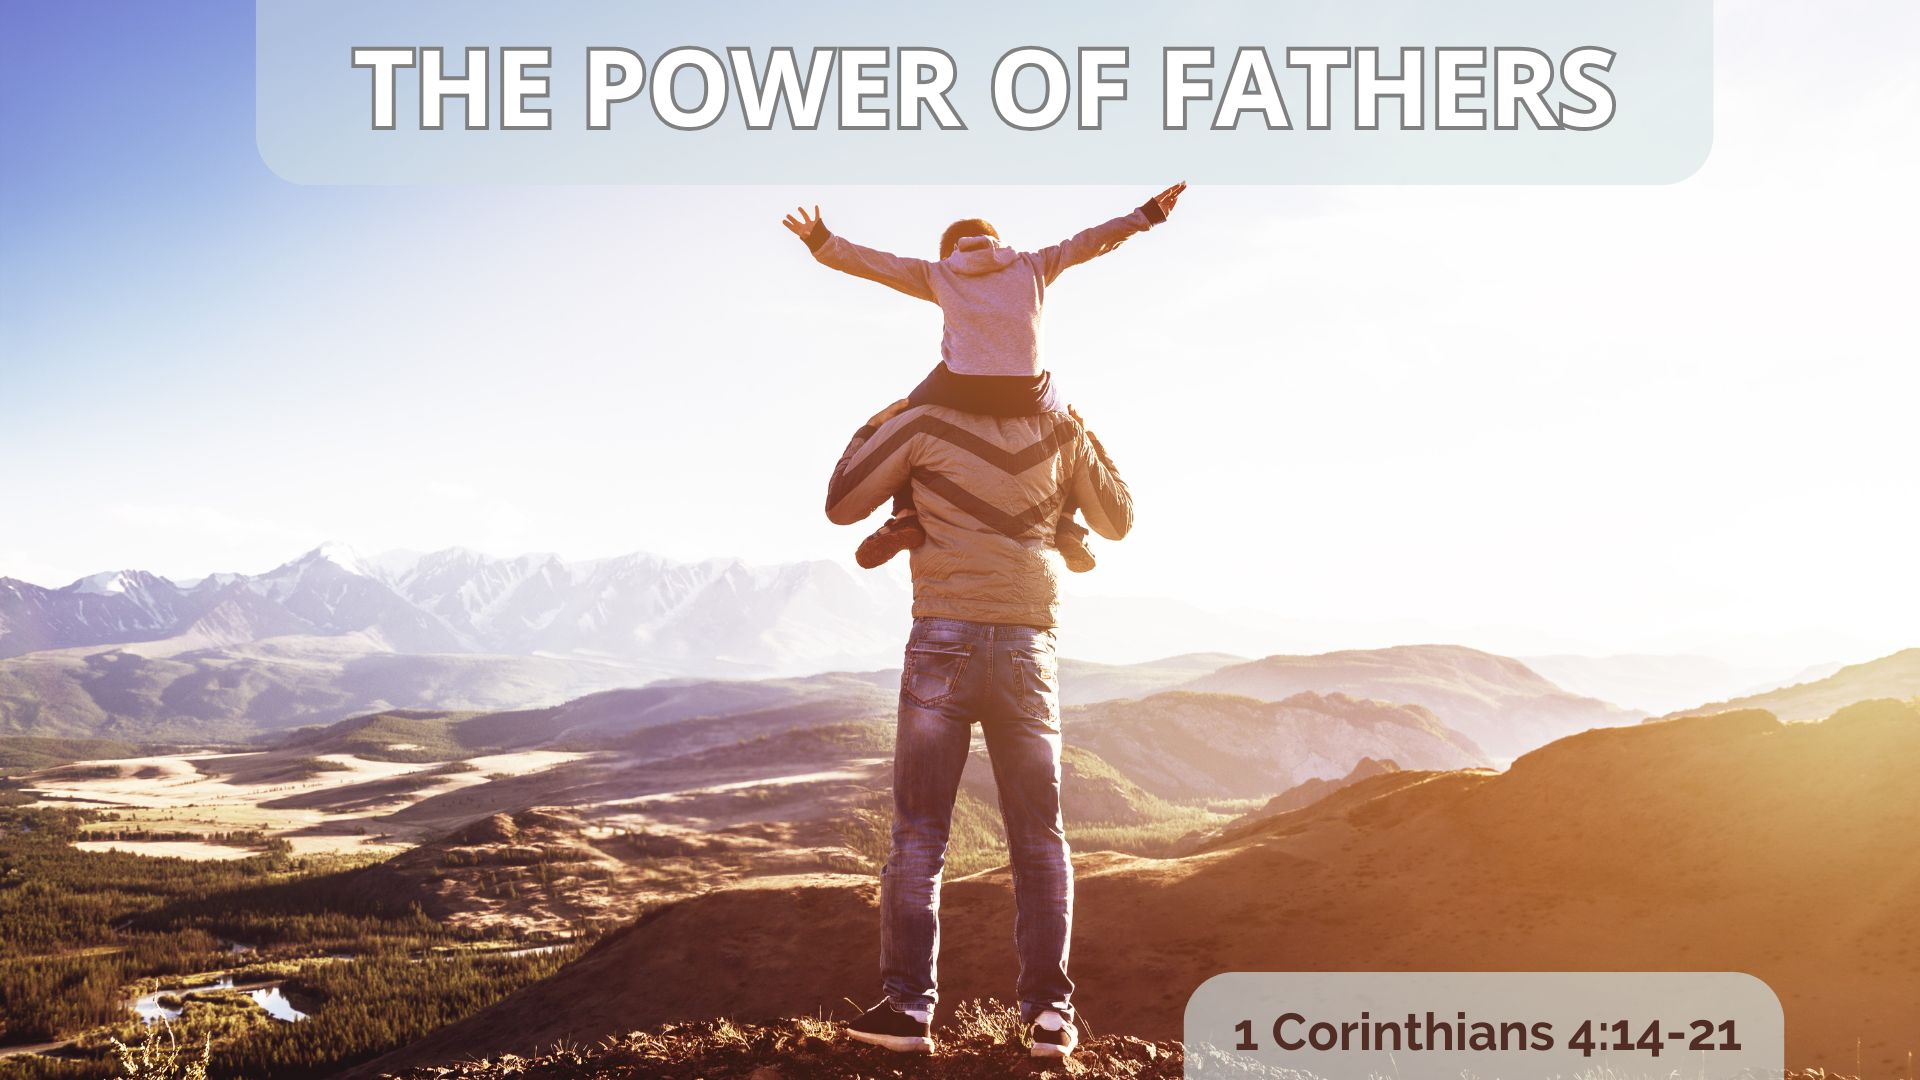 THE POWER OF FATHERS
1 Corinthians 4:14-21